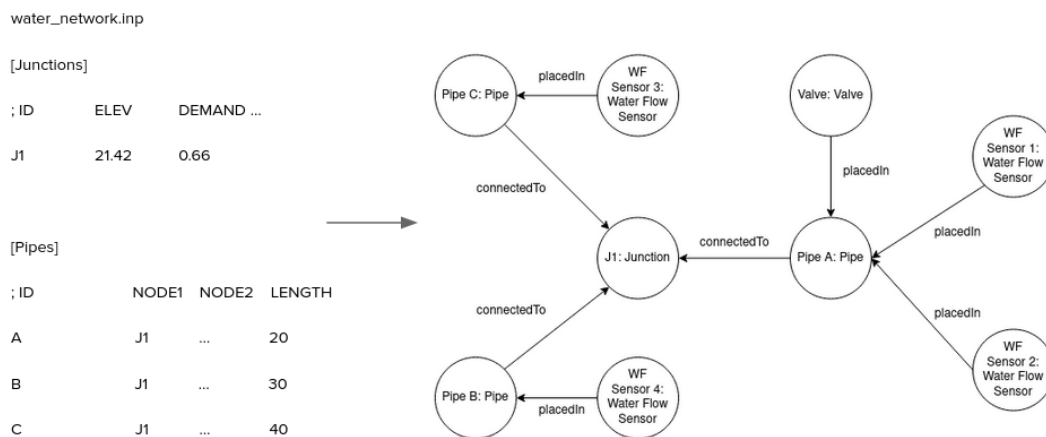 water_network.inp
[Junctions]
; ID ELEV DEMAND ...
J1 21.42 0.66
[Pipes]
; ID NODE1 NODE2 LENGTH
A J1 ... 20
B J1 ... 30
C J1 ... 40
Pipe C: Pipe
placedIn
WF
Sensor 3:
Water Flow
Sensor
Valve: Valve
WF
Sensor 1:
Water Flow
Sensor
connectedTo
placedIn
placedIn
J1: Junction
connectedTo
Pipe A: Pipe
connectedTo
placedIn
Pipe B: Pipe
placedIn
WF
Sensor 4:
Water Flow
Sensor
WF
Sensor 2:
Water Flow
Sensor